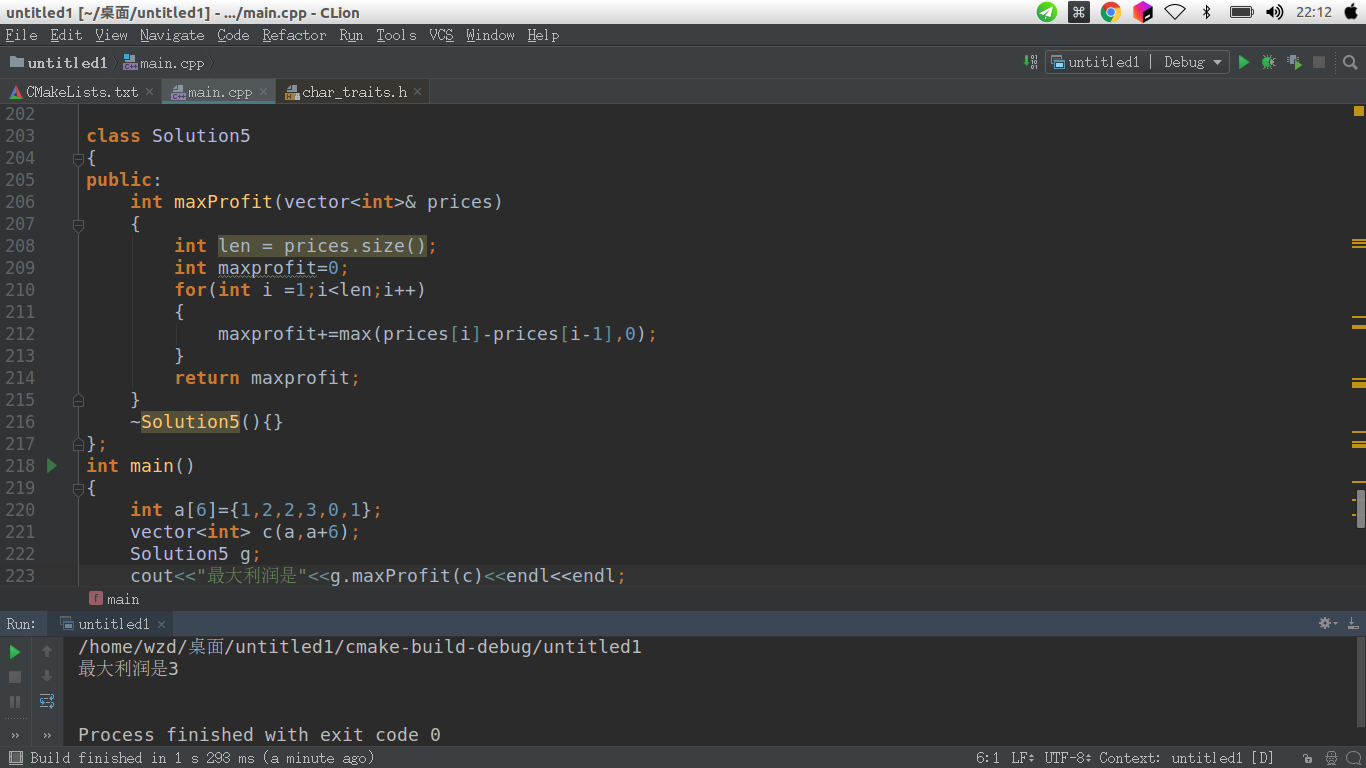 untitled1 [~/桌面/untitled1] - .../main.cpp - CLion
22:12
File Edit View Navigate Code Refactor Run Tools VCS Window Help
untitled1 main.cpp
untitled1 | Debug
CMakeLists.txt main.cpp char_traits.h
202
203 class Solution5
204 {
205 public:
206 int maxProfit(vector<int>& prices)
207 {
208 int len = prices.size();
209 int maxprofit=0;
210 for(int i =1;i<len;i++)
211 {
212 maxprofit+=max(prices[i]-prices[i-1],0);
213 }
214 return maxprofit;
215 }
216 ~Solution5(){}
217 };
218 int main()
219 {
220 int a[6]={1,2,2,3,0,1};
221 vector<int> c(a,a+6);
222 Solution5 g;
223 cout<<"最大利润是"<<g.maxProfit(c)<<endl<<endl;
f main
Run: untitled1
/home/wzd/桌面/untitled1/cmake-build-debug/untitled1
最大利润是3
Process finished with exit code 0
Build finished in 1 s 293 ms (a minute ago)
6:1 LF UTF-8 Context: untitled1 [D]